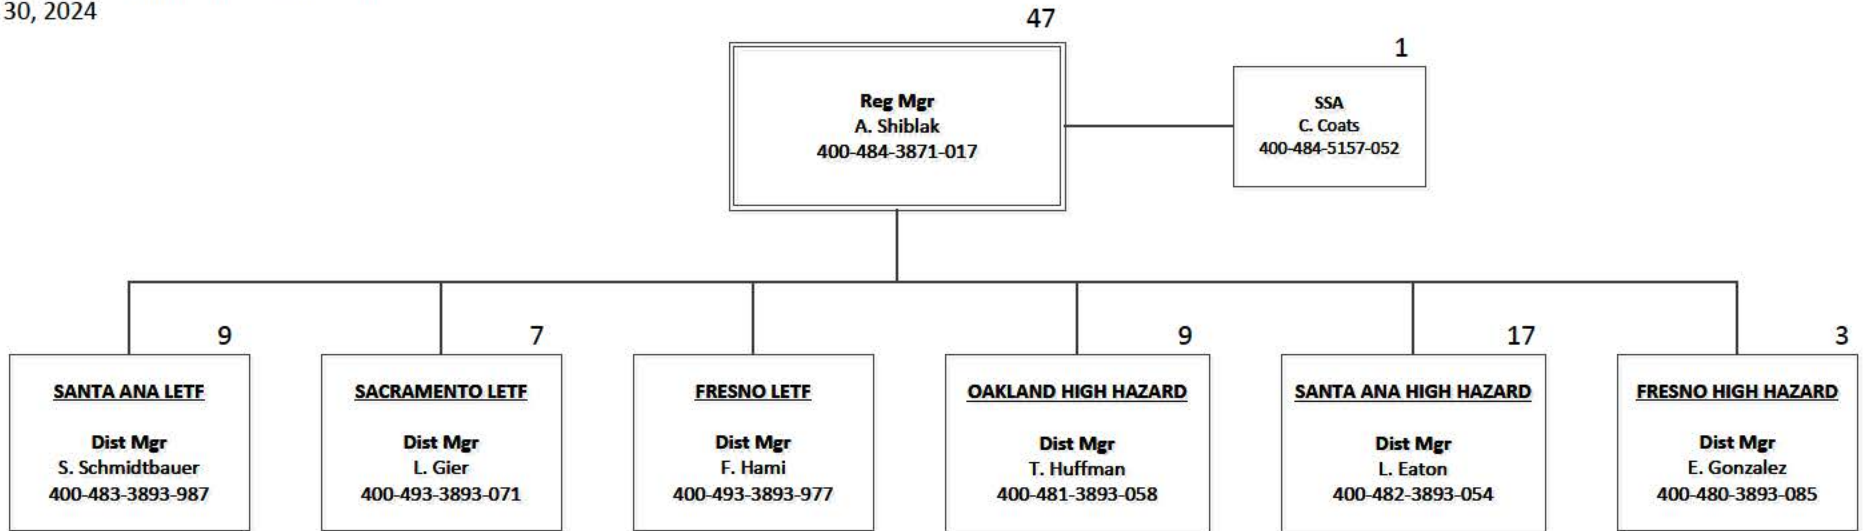 30, 2024
47
Reg Mgr
A. Shiblak
400-484-3871-017
1
SSA
C. Coats
400-484-5157-052
9
SANTA ANA LETF
Dist Mgr
S. Schmidtbauer
400-483-3893-987
7
SACRAMENTO LETF
Dist Mgr
L. Gier
400-493-3893-071
FRESNO LETF
Dist Mgr
F. Hami
400-493-3893-977
9
OAKLAND HIGH HAZARD
Dist Mgr
T. Huffman
400-481-3893-058
17
SANTA ANA HIGH HAZARD
Dist Mgr
L. Eaton
400-482-3893-054
3
FRESNO HIGH HAZARD
Dist Mgr
E. Gonzalez
400-480-3893-085